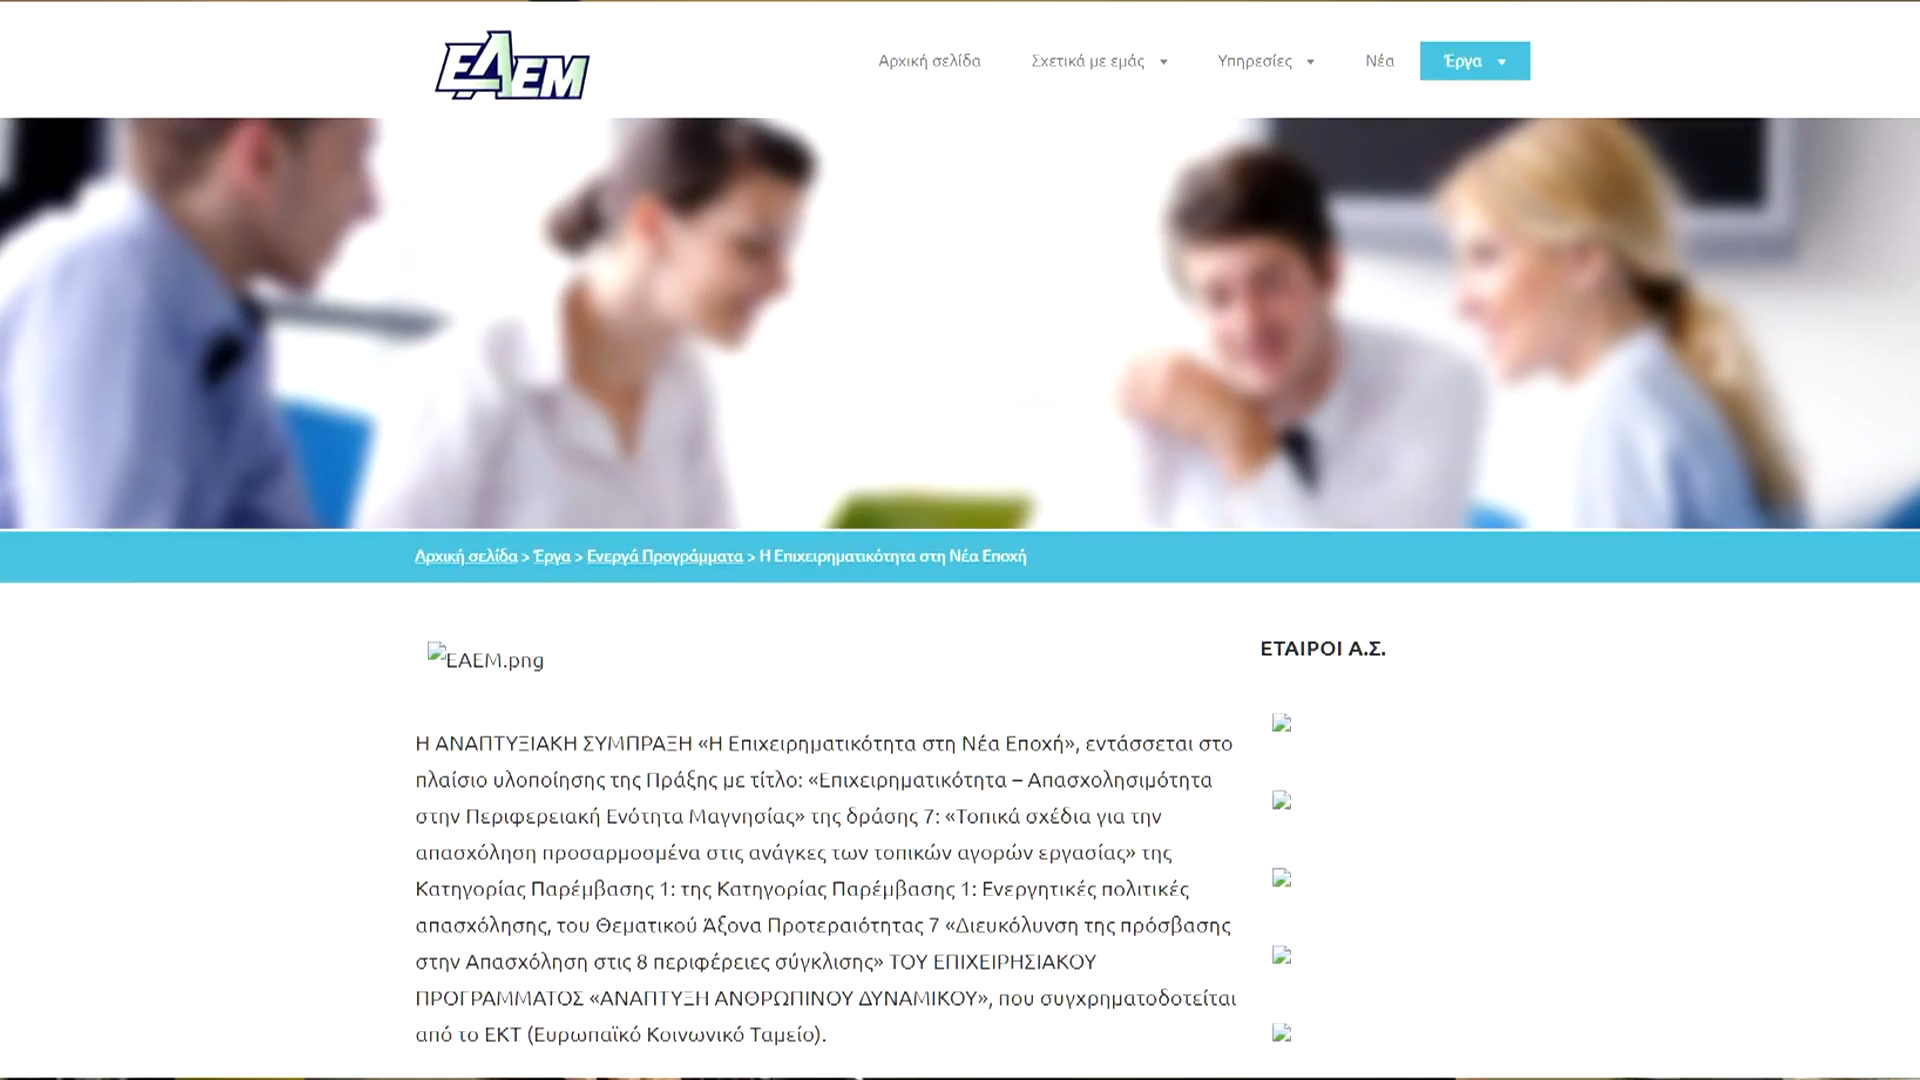 ΕΔΕΜ
Αρχική σελίδα
Σχετικά με εμάς
Υπηρεσίες
Νέα
Έργα
Αρχική σελίδα > Έργα > Ενεργά Προγράμματα > Η Επιχειρηματικότητα στη Νέα Εποχή
EAEM.png
ΕΤΑΙΡΟΙ Α.Σ.
Η ΑΝΑΠΤΥΞΙΑΚΗ ΣΥΜΠΡΑΞΗ «Η Επιχειρηματικότητα στη Νέα Εποχή», εντάσσεται στο
πλαίσιο υλοποίησης της Πράξης με τίτλο: «Επιχειρηματικότητα – Απασχολησιμότητα
στην Περιφερειακή Ενότητα Μαγνησίας» της δράσης 7: «Τοπικά σχέδια για την
απασχόληση προσαρμοσμένα στις ανάγκες των τοπικών αγορών εργασίας» της
Κατηγορίας Παρέμβασης 1: της Κατηγορίας Παρέμβασης 1: Ενεργητικές πολιτικές
απασχόλησης, του Θεματικού Άξονα Προτεραιότητας 7 «Διευκόλυνση της πρόσβασης
στην Απασχόληση στις 8 περιφέρειες σύγκλισης» ΤΟΥ ΕΠΙΧΕΙΡΗΣΙΑΚΟΥ
ΠΡΟΓΡΑΜΜΑΤΟΣ «ΑΝΑΠΤΥΞΗ ΑΝΘΡΩΠΙΝΟΥ ΔΥΝΑΜΙΚΟΥ», που συγχρηματοδοτείται
από το ΕΚΤ (Ευρωπαϊκό Κοινωνικό Ταμείο).